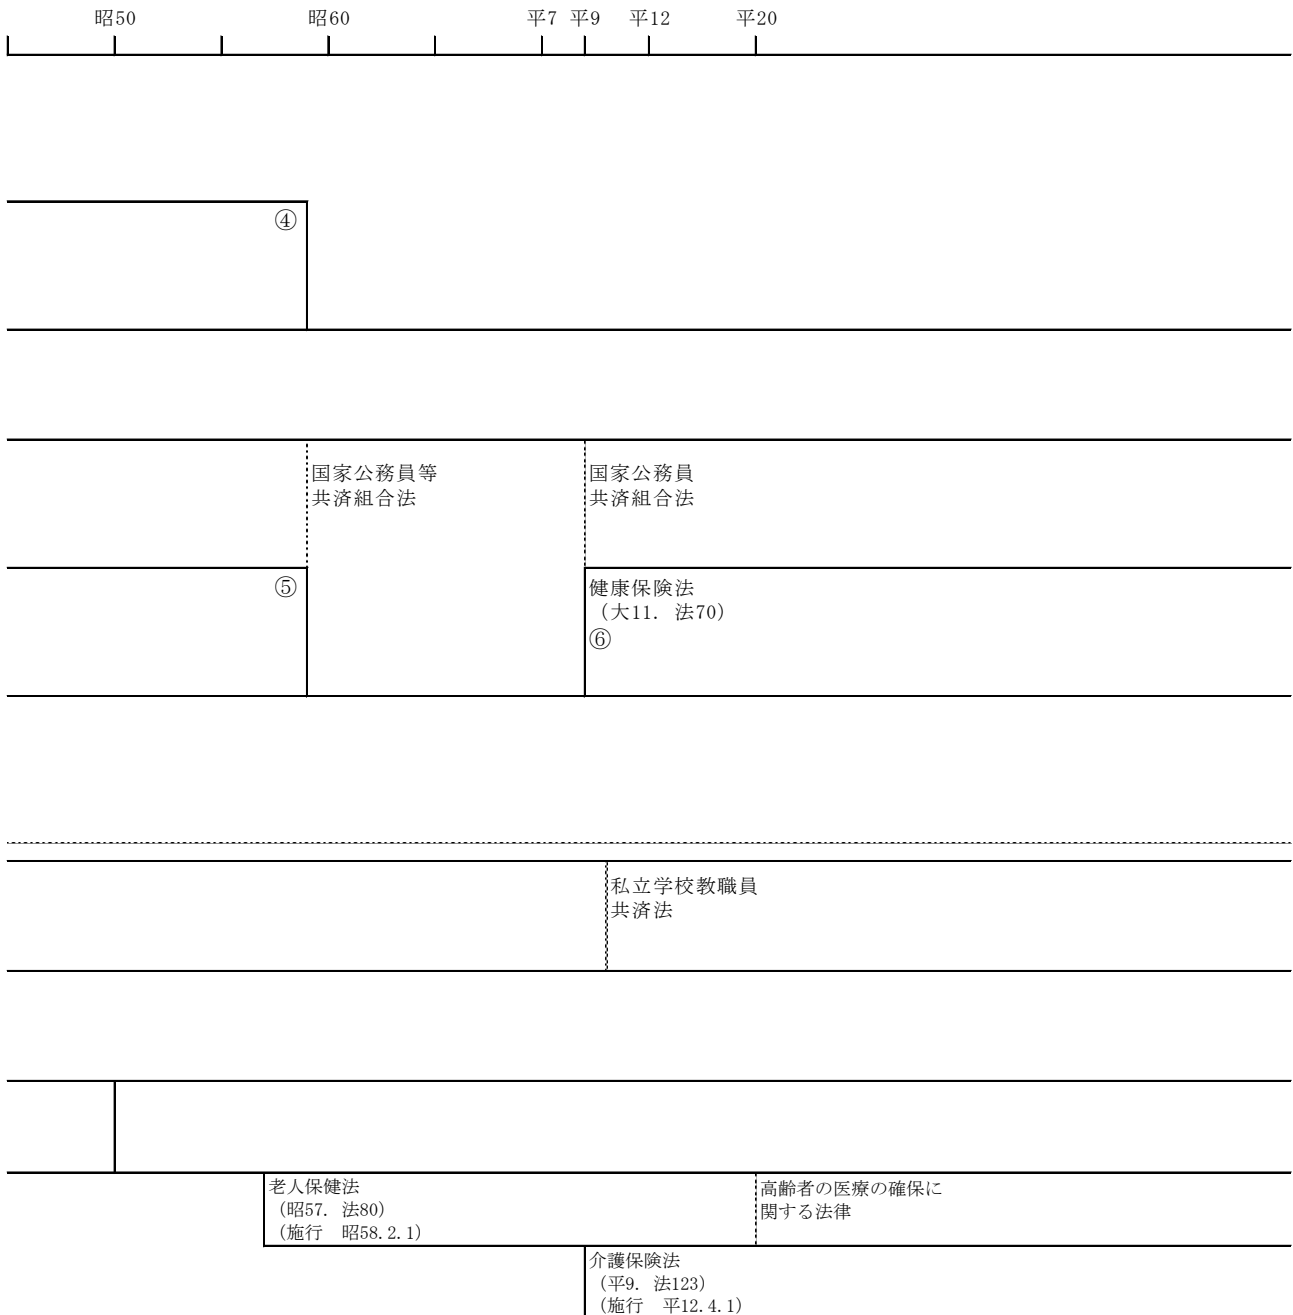 昭50 昭60 平7 平9 平12 平20
④
国家公務員等
共済組合法
国家公務員
共済組合法
⑤
健康保険法
（大11．法70）
⑥
私立学校教職員
共済法
老人保健法
（昭57．法80）
（施行　昭58.2.1）
高齢者の医療の確保に
関する法律
介護保険法
（平9．法123）
（施行　平12.4.1）